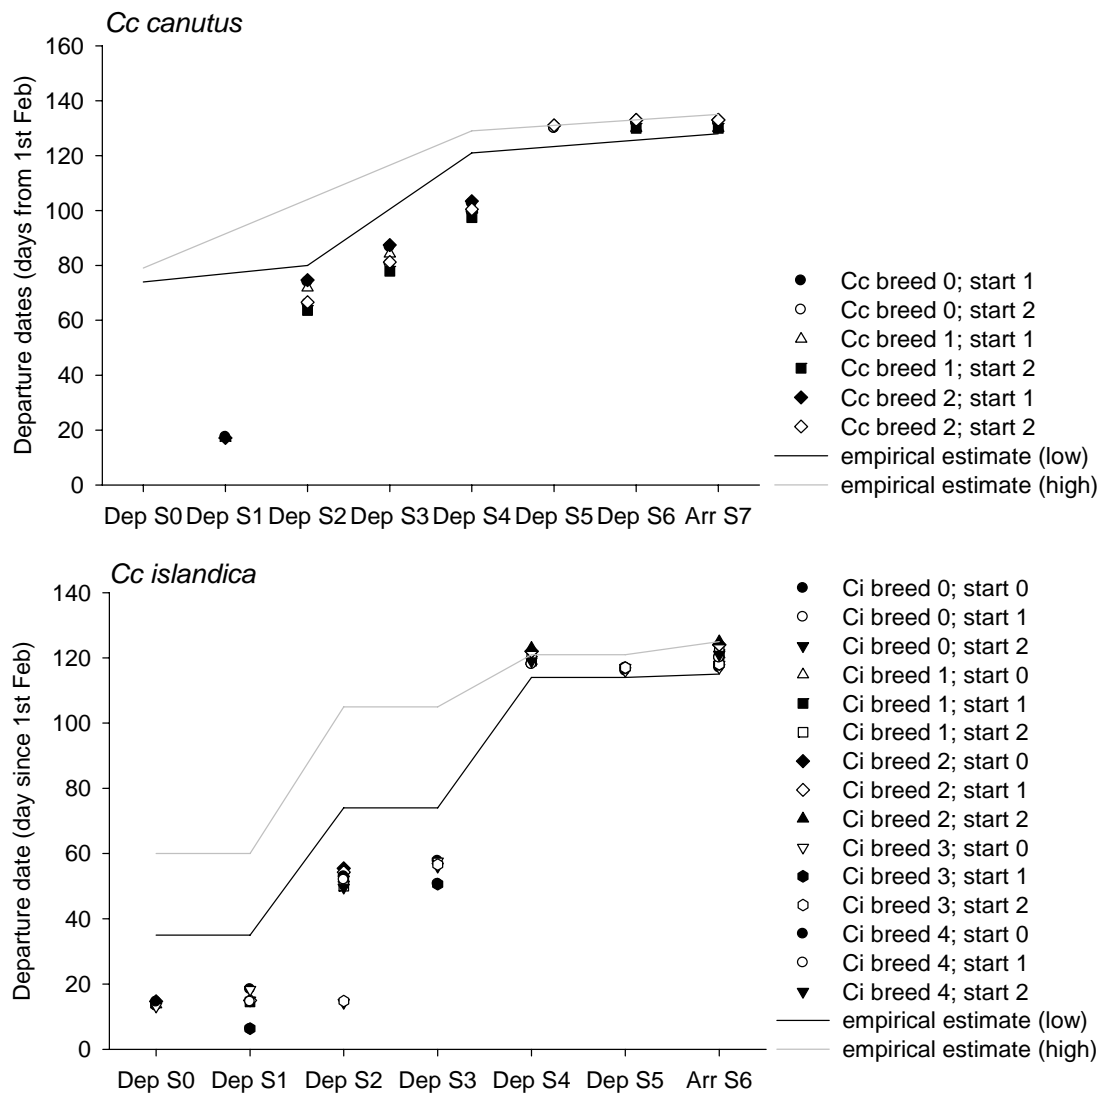 Cc canutus
160
140
120
100
80
60
40
20
0
Departure dates (days from 1st Feb)
Dep S0 Dep S1 Dep S2 Dep S3 Dep S4 Dep S5 Dep S6 Arr S7
Cc breed 0; start 1
Cc breed 0; start 2
Cc breed 1; start 1
Cc breed 1; start 2
Cc breed 2; start 1
Cc breed 2; start 2
empirical estimate (low)
empirical estimate (high)
Cc islandica
140
120
100
80
60
40
20
0
Departure date (day since 1st Feb)
Dep S0 Dep S1 Dep S2 Dep S3 Dep S4 Dep S5 Arr S6
Ci breed 0; start 0
Ci breed 0; start 1
Ci breed 0; start 2
Ci breed 1; start 0
Ci breed 1; start 1
Ci breed 1; start 2
Ci breed 2; start 0
Ci breed 2; start 1
Ci breed 2; start 2
Ci breed 3; start 0
Ci breed 3; start 1
Ci breed 3; start 2
Ci breed 4; start 0
Ci breed 4; start 1
Ci breed 4; start 2
empirical estimate (low)
empirical estimate (high)